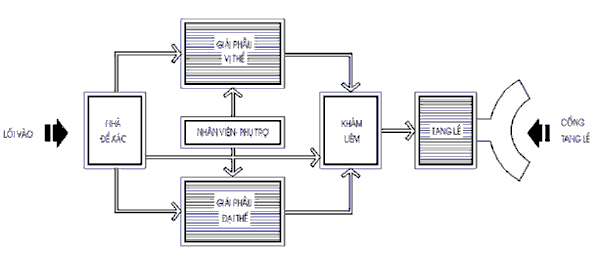 GIẢI PHẪU
VI THỂ
LỐI VÀO
NHÀ
ĐỂ XÁC
NHÂN VIÊN- PHỤ TRỢ
KHÂM
LIỆM
TANG LỄ
CỔNG
TANG LỄ
GIẢI PHẪU
ĐẠI THỂ